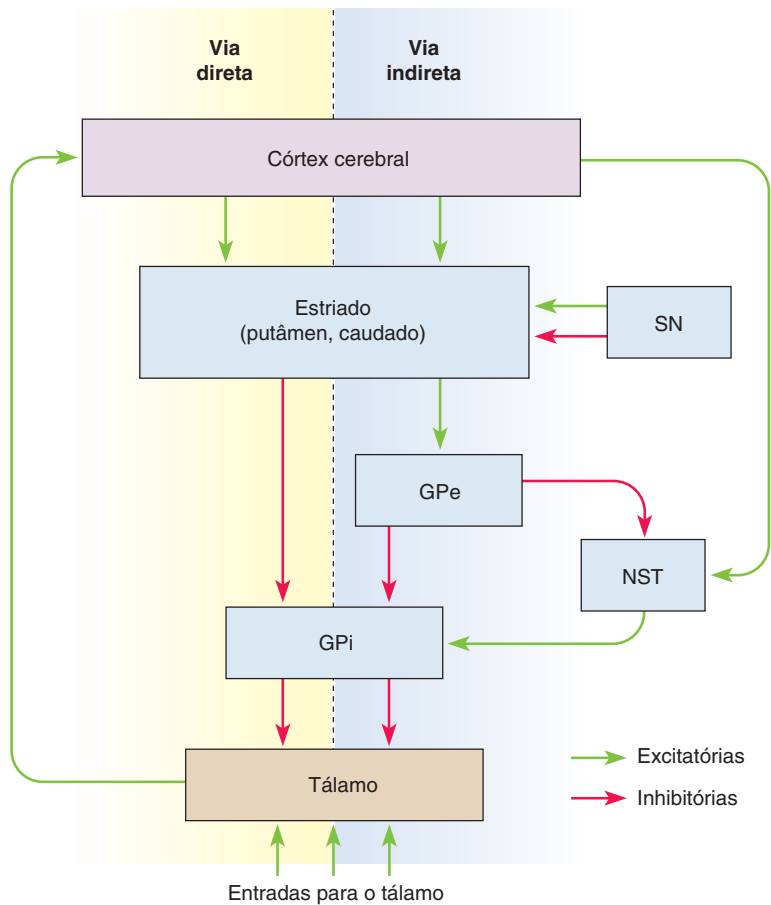 Via
direta
Via
indireta
Córtex cerebral
Estriado
(putâmen, caudado)
SN
GPe
NST
GPi
Tálamo
Excitatórias
Inhibitórias
Entradas para o tálamo